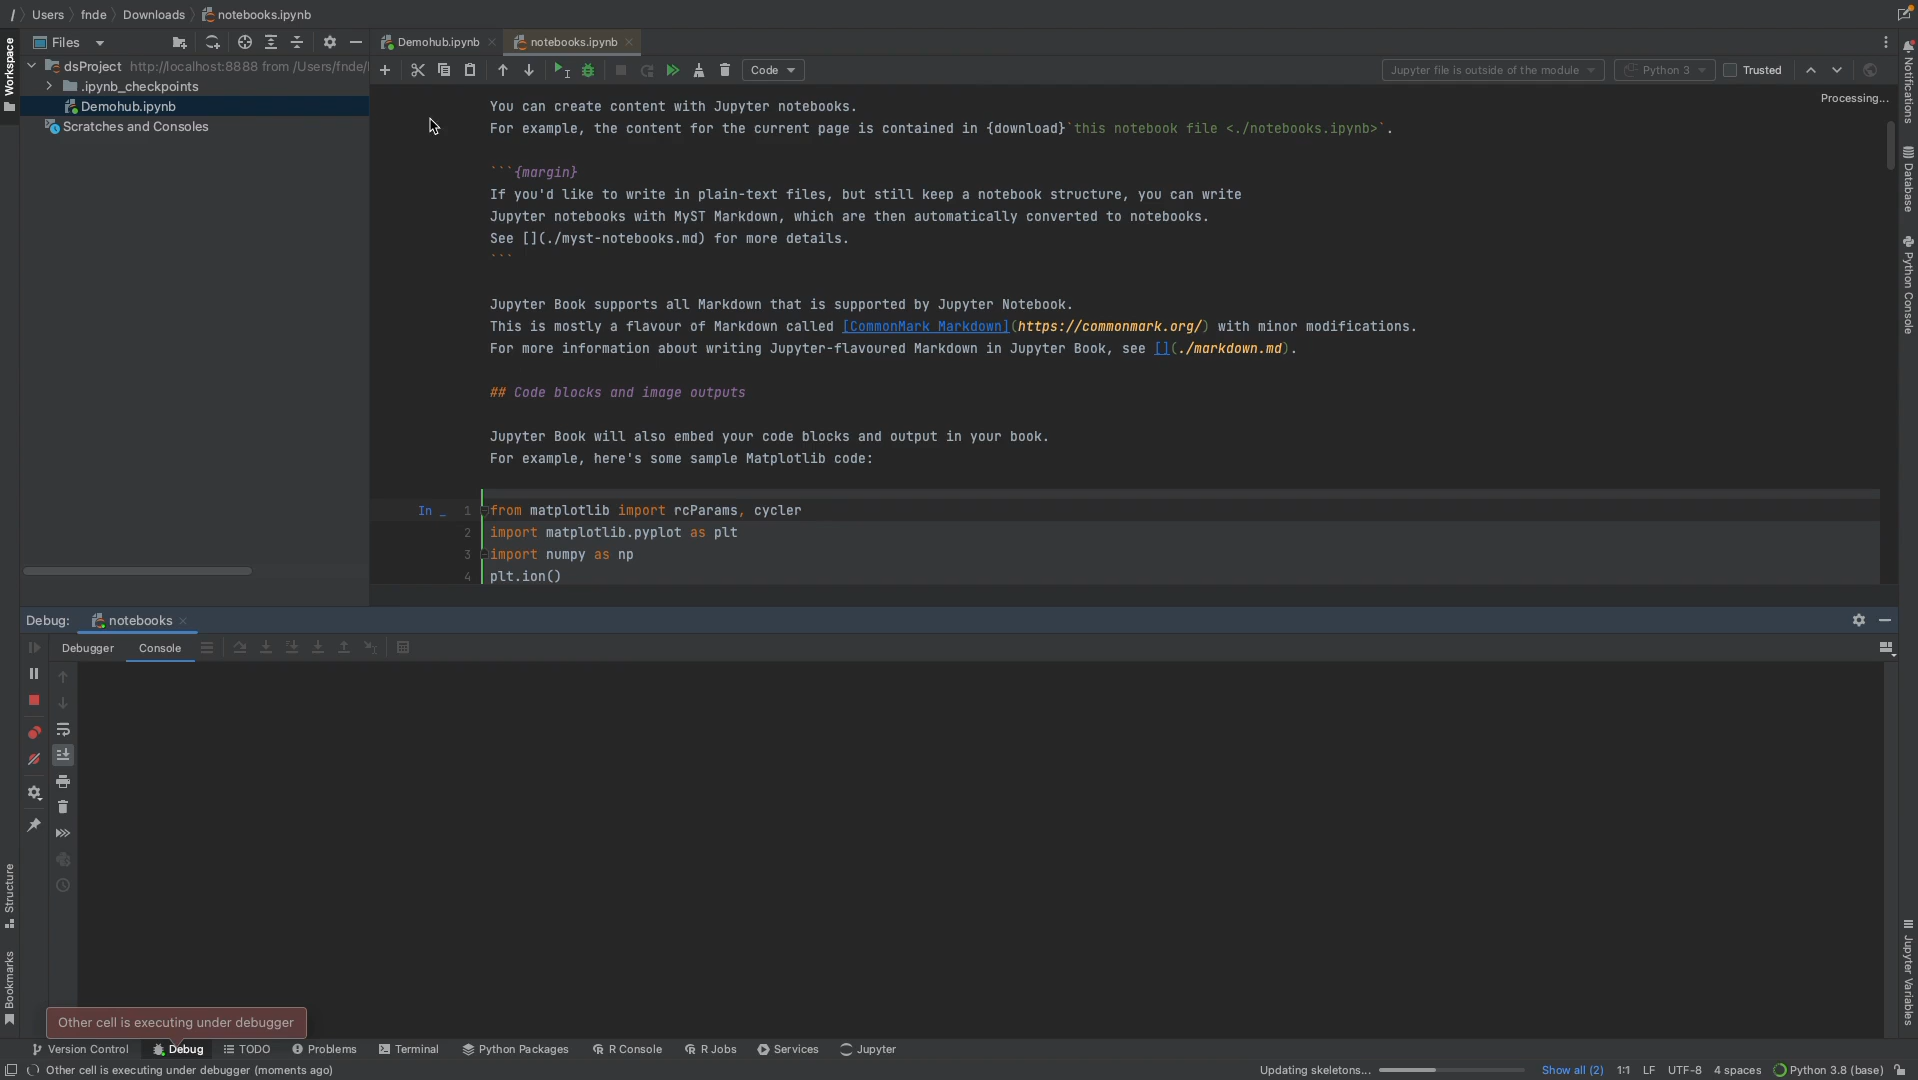 / Users fnde Downloads notebooks.ipynb
Workspace
Files
Demohub.ipynb
notebooks.ipynb
dsProject http://localhost:8888 from /Users/fnde/
.ipynb_checkpoints
Demohub.ipynb
Scratches and Consoles
Code
Jupyter file is outside of the module
Python 3
Trusted
Processing...
You can create content with Jupyter notebooks.
For example, the content for the current page is contained in {download}`this notebook file <./notebooks.ipynb>`.
```{margin}
If you'd like to write in plain-text files, but still keep a notebook structure, you can write
Jupyter notebooks with MyST Markdown, which are then automatically converted to notebooks.
See [](./myst-notebooks.md) for more details.
```
Jupyter Book supports all Markdown that is supported by Jupyter Notebook.
This is mostly a flavour of Markdown called [CommonMark Markdown](https://commonmark.org/) with minor modifications.
For more information about writing Jupyter-flavoured Markdown in Jupyter Book, see [](./markdown.md).
## Code blocks and image outputs
Jupyter Book will also embed your code blocks and output in your book.
For example, here's some sample Matplotlib code:
In _ 1 from matplotlib import rcParams, cycler
2 import matplotlib.pyplot as plt
3 import numpy as np
4 plt.ion()
Notifications
Database
Python Console
Debug: notebooks
Debugger Console
Structure
Bookmarks
Jupyter Variables
Other cell is executing under debugger
Version Control Debug TODO Problems Terminal Python Packages R Console R Jobs Services Jupyter
Other cell is executing under debugger (moments ago)
Updating skeletons... Show all (2) 1:1 LF UTF-8 4 spaces Python 3.8 (base)